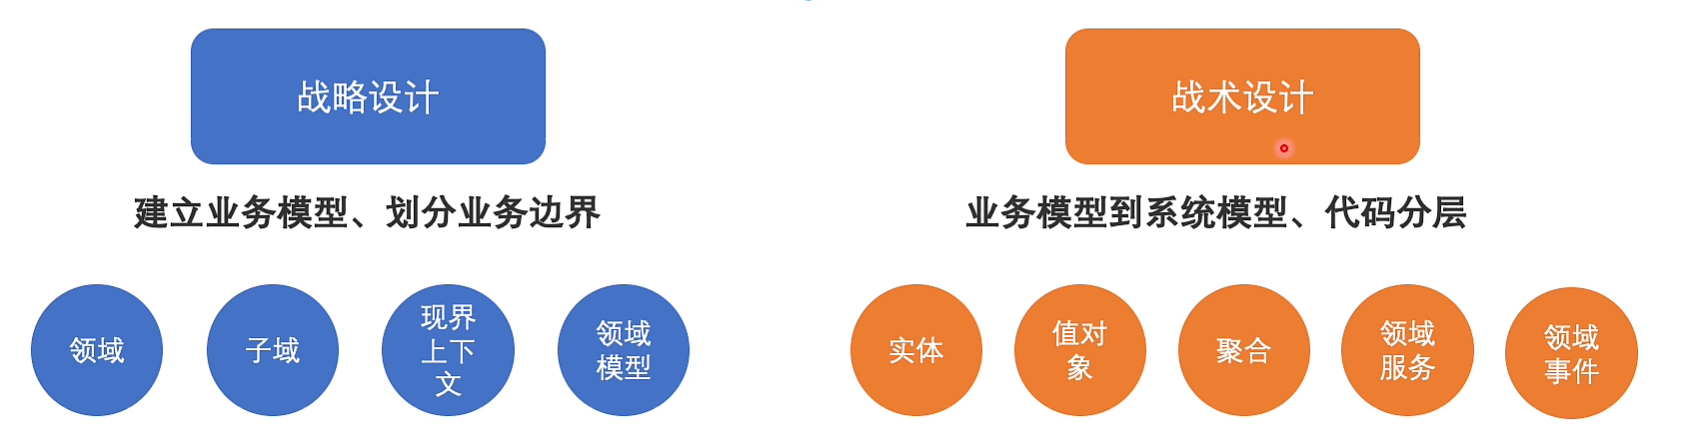 战略设计
建立业务模型、划分业务边界
领域
子域
现界
上下
文
领域
模型
战术设计
业务模型到系统模型、代码分层
实体
值对
象
聚合
领域
服务
领域
事件